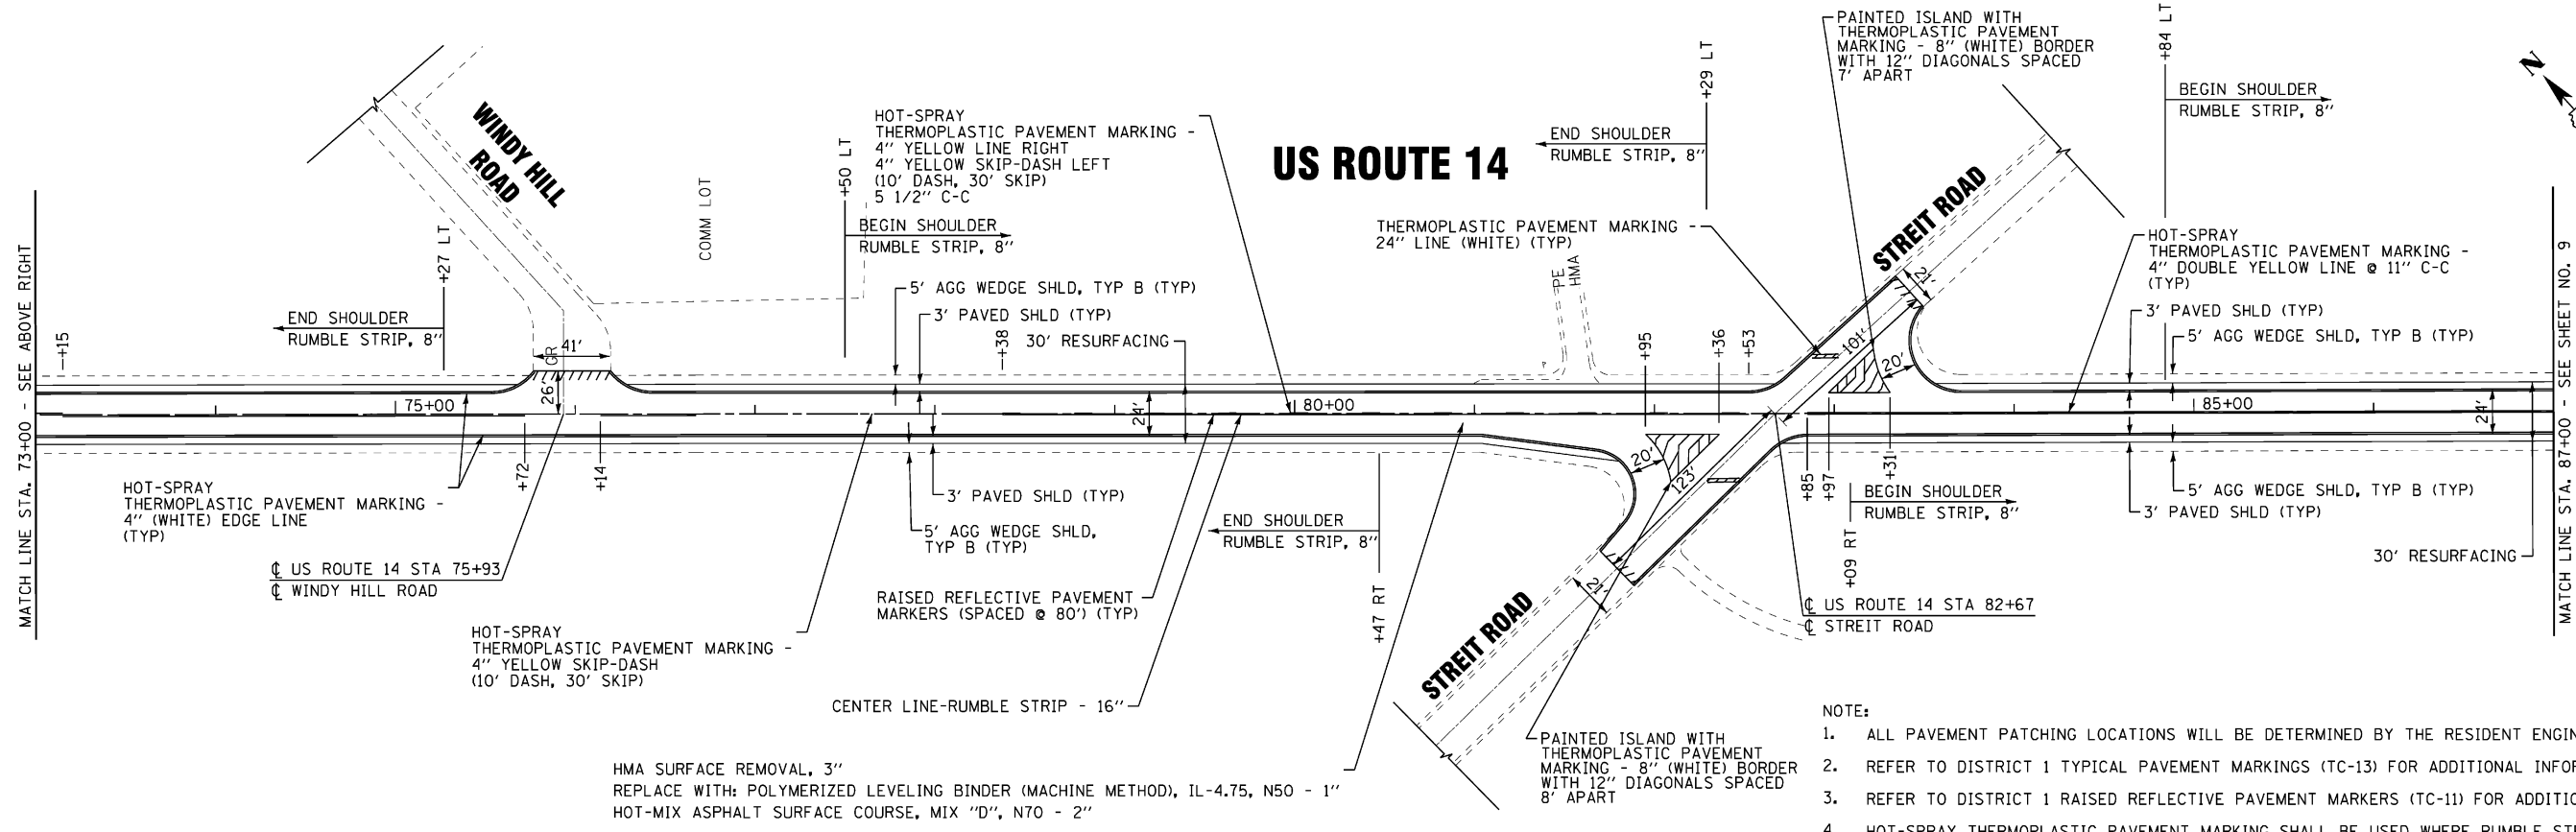 PAINTED ISLAND WITH
THERMOPLASTIC PAVEMENT
MARKING - 8" (WHITE) BORDER
WITH 12" DIAGONALS SPACED
7' APART
+84 LT
N
BEGIN SHOULDER
RUMBLE STRIP, 8"
+29 LT
END SHOULDER
RUMBLE STRIP, 8"
US ROUTE 14
HOT-SPRAY
THERMOPLASTIC PAVEMENT MARKING -
4" YELLOW LINE RIGHT
4" YELLOW SKIP-DASH LEFT
(10' DASH, 30' SKIP)
5 1/2" C-C
WINDY HILL
ROAD
COMM LOT
+50 LT
BEGIN SHOULDER
RUMBLE STRIP, 8"
+27 LT
END SHOULDER
RUMBLE STRIP, 8"
THERMOPLASTIC PAVEMENT MARKING -
24" LINE (WHITE) (TYP)
STREIT ROAD
HOT-SPRAY
THERMOPLASTIC PAVEMENT MARKING -
4" DOUBLE YELLOW LINE @ 11" C-C
(TYP)
MATCH LINE STA. 73+00 - SEE ABOVE RIGHT
+15
GR
41'
26'
5' AGG WEDGE SHLD, TYP B (TYP)
3' PAVED SHLD (TYP)
+38
30' RESURFACING
PE
HMA
P
+95
+36
+53
101'
21'
20'
3' PAVED SHLD (TYP)
5' AGG WEDGE SHLD, TYP B (TYP)
MATCH LINE STA. 87+00 - SEE SHEET NO. 9
75+00
24'
80+00
85+00
24'
+72
+14
20'
123'
+85
+97
+31
HOT-SPRAY
THERMOPLASTIC PAVEMENT MARKING -
4" (WHITE) EDGE LINE
(TYP)
3' PAVED SHLD (TYP)
5' AGG WEDGE SHLD,
TYP B (TYP)
END SHOULDER
RUMBLE STRIP, 8"
+47 RT
BEGIN SHOULDER
RUMBLE STRIP, 8"
+09 RT
5' AGG WEDGE SHLD, TYP B (TYP)
3' PAVED SHLD (TYP)
30' RESURFACING
℄ US ROUTE 14 STA 75+93
℄ WINDY HILL ROAD
RAISED REFLECTIVE PAVEMENT
MARKERS (SPACED @ 80') (TYP)
21'
STREIT ROAD
℄ US ROUTE 14 STA 82+67
℄ STREIT ROAD
HOT-SPRAY
THERMOPLASTIC PAVEMENT MARKING -
4" YELLOW SKIP-DASH
(10' DASH, 30' SKIP)
CENTER LINE-RUMBLE STRIP - 16"
PAINTED ISLAND WITH
THERMOPLASTIC PAVEMENT
MARKING - 8" (WHITE) BORDER
WITH 12" DIAGONALS SPACED
8' APART
HMA SURFACE REMOVAL, 3"
REPLACE WITH: POLYMERIZED LEVELING BINDER (MACHINE METHOD), IL-4.75, N50 - 1"
HOT-MIX ASPHALT SURFACE COURSE, MIX "D", N70 - 2"
NOTE:
1. ALL PAVEMENT PATCHING LOCATIONS WILL BE DETERMINED BY THE RESIDENT ENGIN
2. REFER TO DISTRICT 1 TYPICAL PAVEMENT MARKINGS (TC-13) FOR ADDITIONAL INFOR
3. REFER TO DISTRICT 1 RAISED REFLECTIVE PAVEMENT MARKERS (TC-11) FOR ADDITIO
4. HOT-SPRAY THERMOPLASTIC PAVEMENT MARKING SHALL BE USED WHERE RUMBLE ST